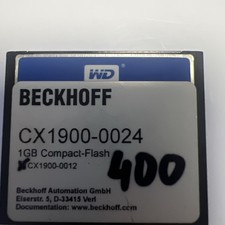 WD
BECKHOFF
CX1900-0024
1GB Compact-Flash
CX1900-0012
400
Beckhoff Automation GmbH
Eiserstr. 5, D-33415 Verl
Documentation: www.beckhoff.com